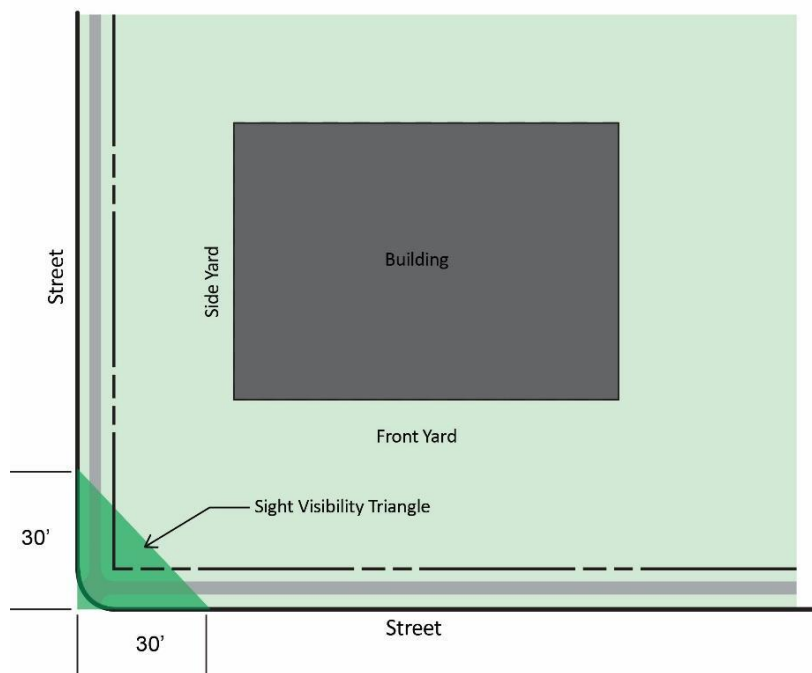 Street
Side Yard
Building
Front Yard
Sight Visibility Triangle
30’
Street
30’